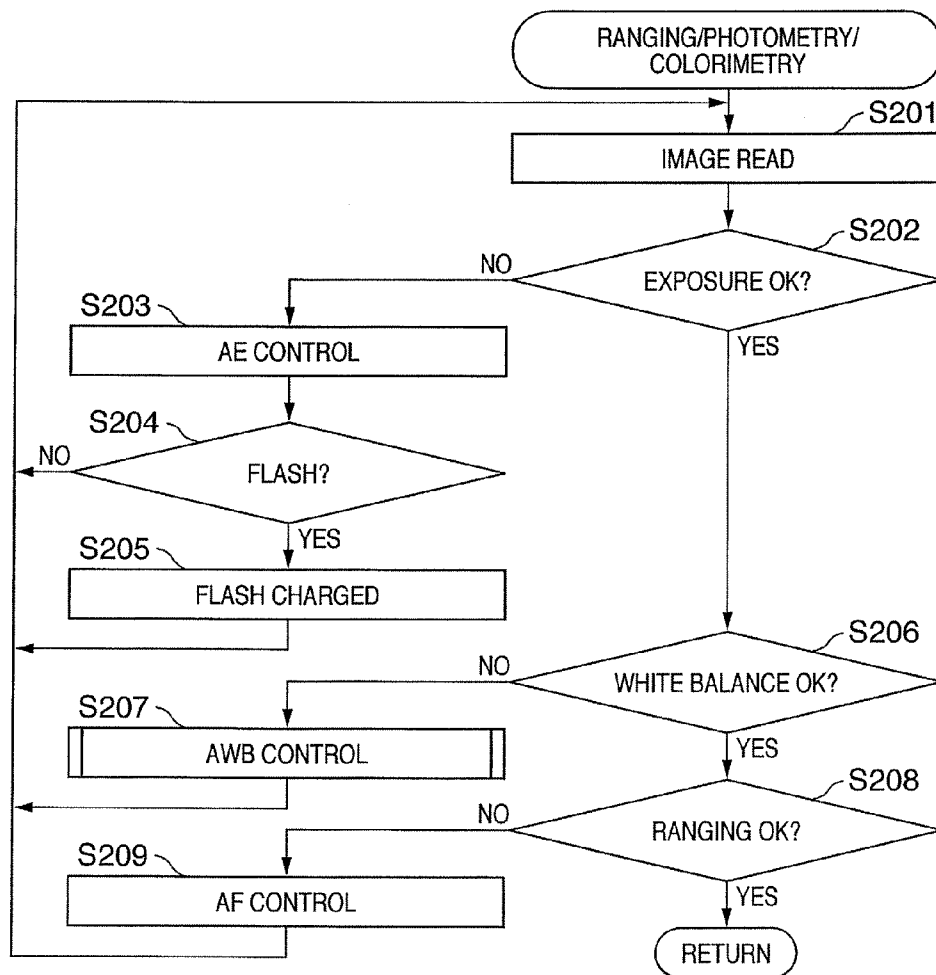 RANGING/PHOTOMETRY/
COLORIMETRY
S201
IMAGE READ
S202
EXPOSURE OK?
NO
YES
S203
AE CONTROL
S204
FLASH?
NO
YES
S205
FLASH CHARGED
S206
WHITE BALANCE OK?
NO
YES
S207
AWB CONTROL
S208
RANGING OK?
NO
YES
S209
AF CONTROL
RETURN